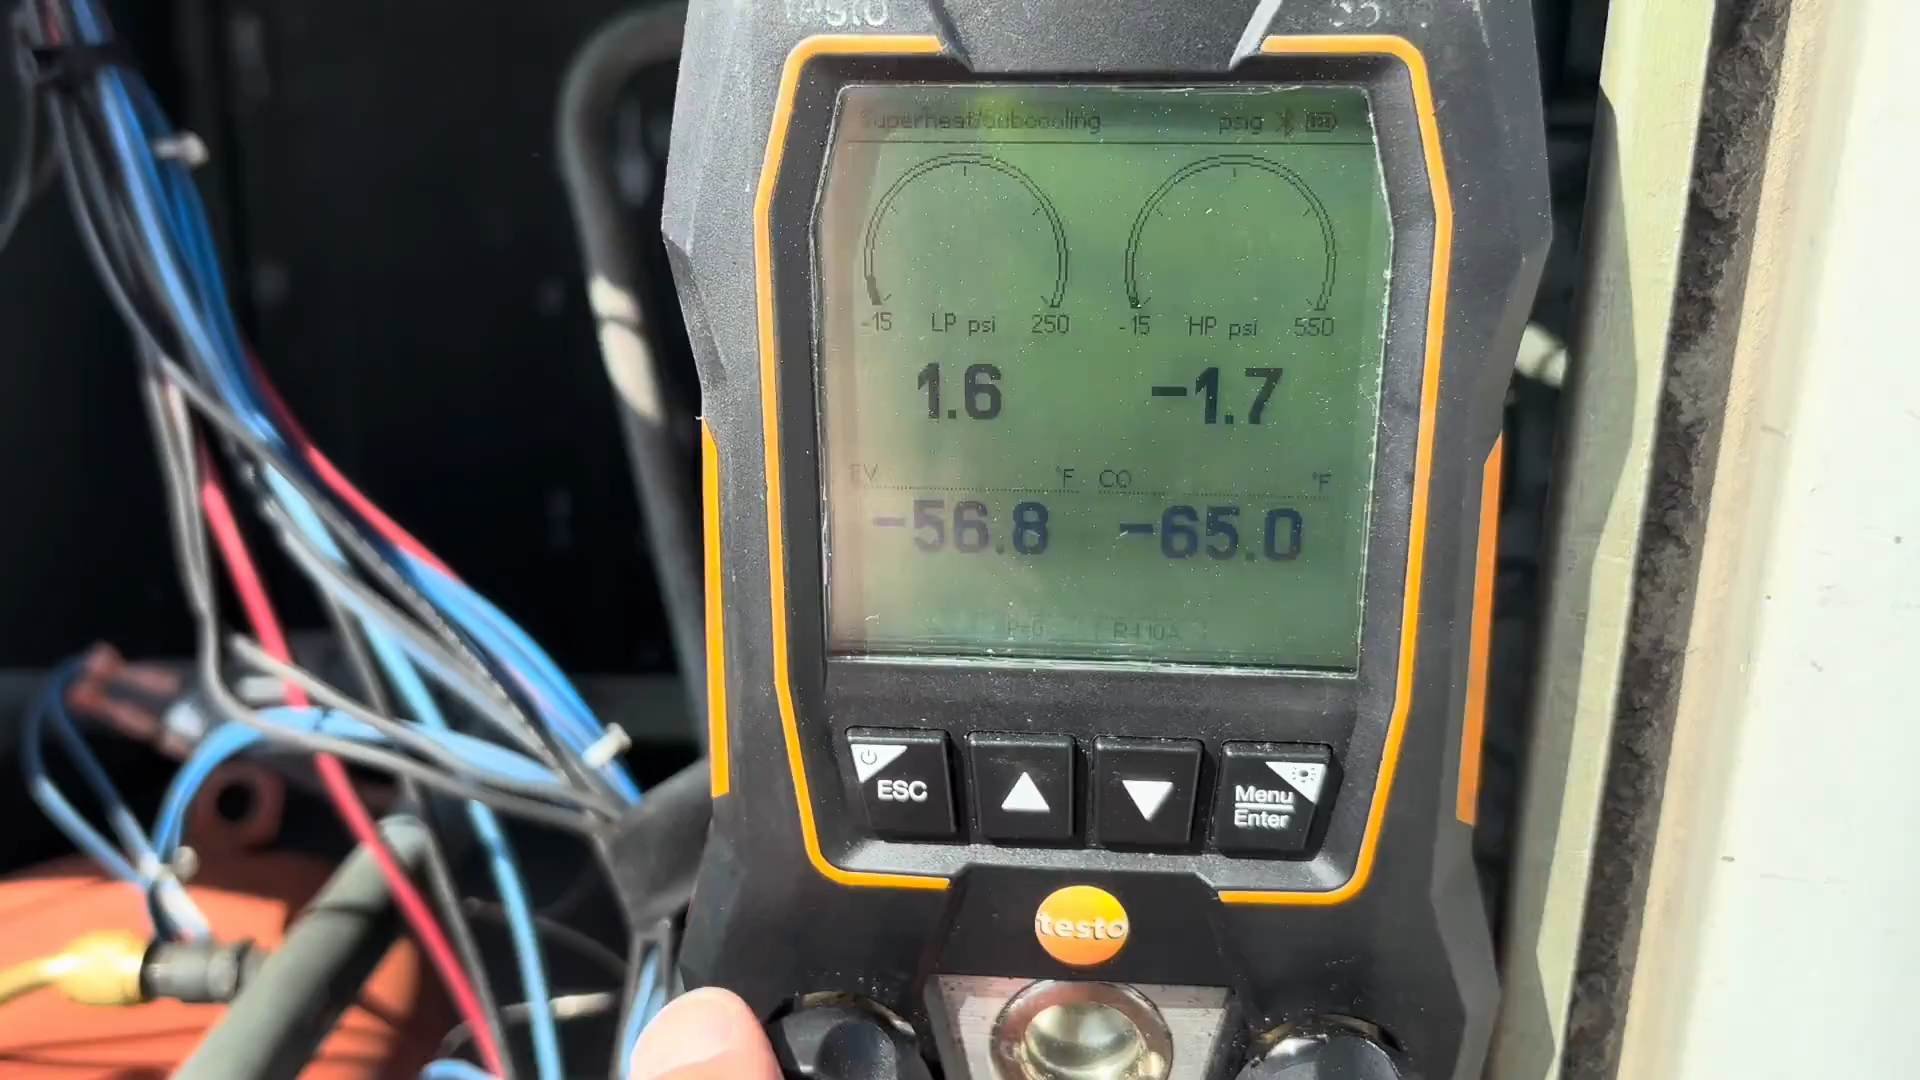 testo
Superheat/Subcooling psig
-15 LP psi 250 -15 HP psi 550
1.6 -1.7
EV °F CO °F
-56.8 -65.0
P=0 R410A
ESC
Menu
Enter
testo